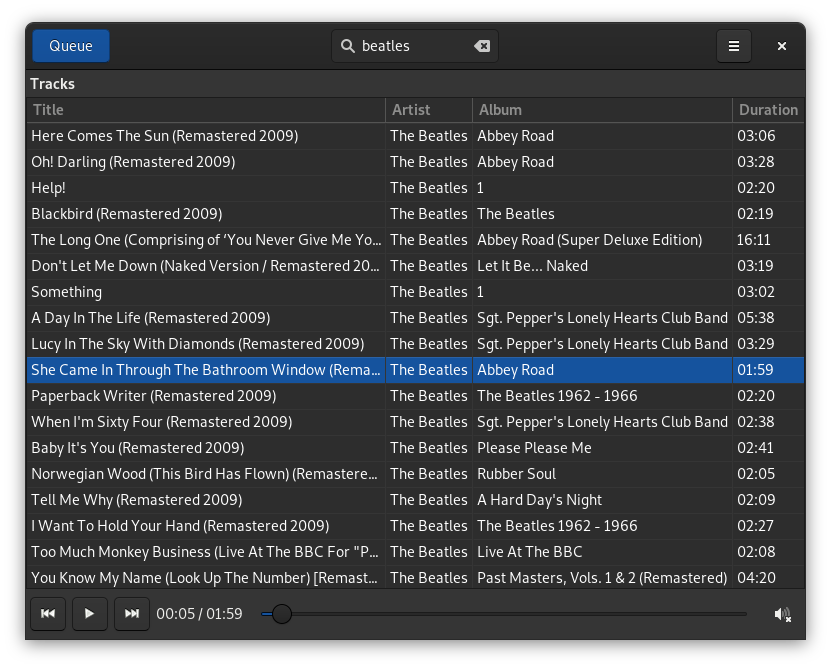 Queue beatles
Tracks
Title Artist Album Duration
Here Comes The Sun (Remastered 2009) The Beatles Abbey Road 03:06
Oh! Darling (Remastered 2009) The Beatles Abbey Road 03:28
Help! The Beatles 1 02:20
Blackbird (Remastered 2009) The Beatles The Beatles 02:19
The Long One (Comprising of ‘You Never Give Me Yo... The Beatles Abbey Road (Super Deluxe Edition) 16:11
Don't Let Me Down (Naked Version / Remastered 20... The Beatles Let It Be... Naked 03:19
Something The Beatles 1 03:02
A Day In The Life (Remastered 2009) The Beatles Sgt. Pepper's Lonely Hearts Club Band 05:38
Lucy In The Sky With Diamonds (Remastered 2009) The Beatles Sgt. Pepper's Lonely Hearts Club Band 03:29
She Came In Through The Bathroom Window (Rema... The Beatles Abbey Road 01:59
Paperback Writer (Remastered 2009) The Beatles The Beatles 1962 - 1966 02:20
When I'm Sixty Four (Remastered 2009) The Beatles Sgt. Pepper's Lonely Hearts Club Band 02:38
Baby It's You (Remastered 2009) The Beatles Please Please Me 02:41
Norwegian Wood (This Bird Has Flown) (Remastere... The Beatles Rubber Soul 02:05
Tell Me Why (Remastered 2009) The Beatles A Hard Day's Night 02:09
I Want To Hold Your Hand (Remastered 2009) The Beatles The Beatles 1962 - 1966 02:27
Too Much Monkey Business (Live At The BBC For "P... The Beatles Live At The BBC 02:08
You Know My Name (Look Up The Number) [Remast... The Beatles Past Masters, Vols. 1 & 2 (Remastered) 04:20
00:05 / 01:59